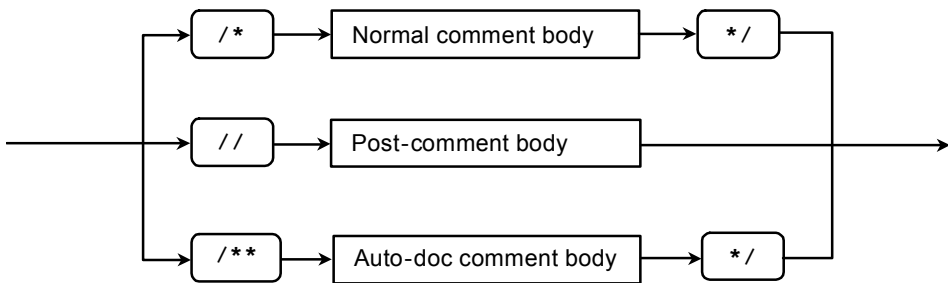 /* Normal comment body */
// Post-comment body
/** Auto-doc comment body */